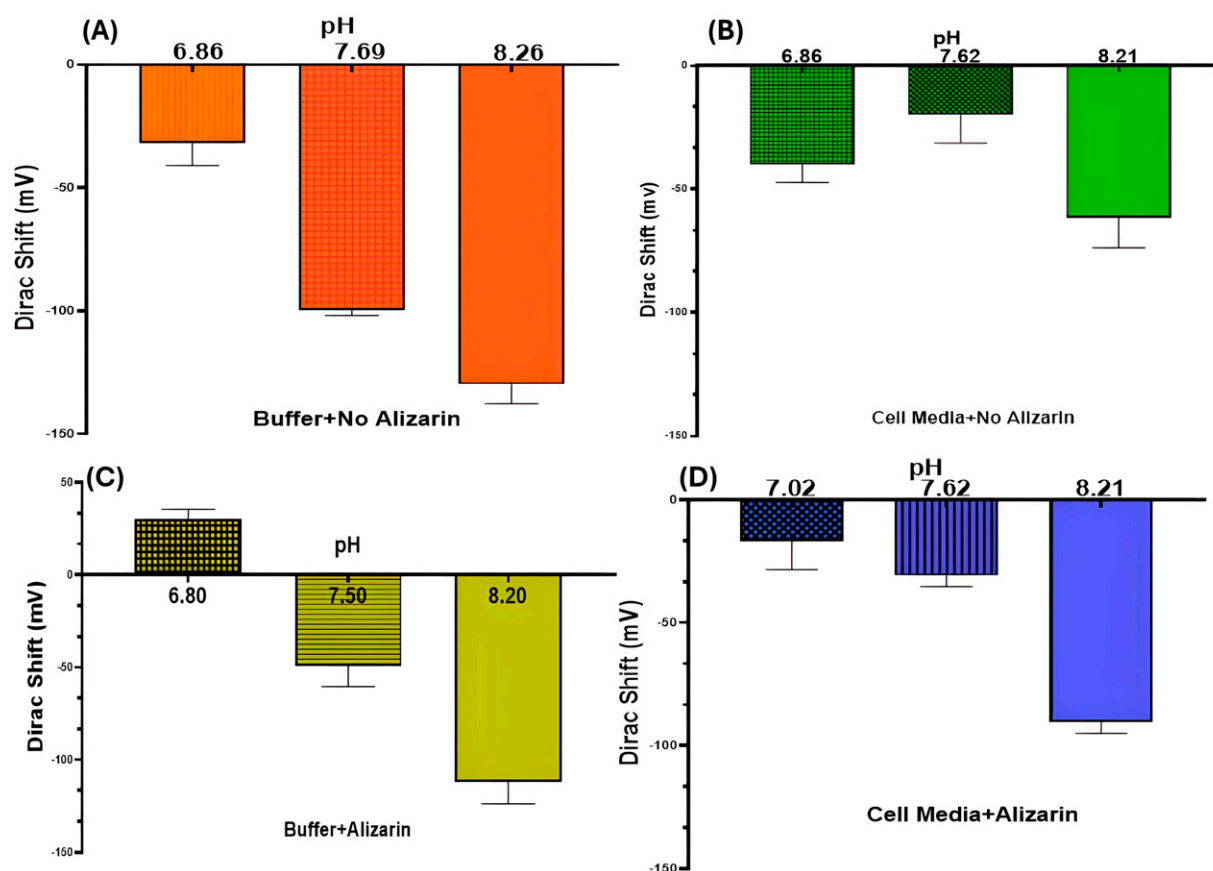 (A)
pH
6.86 7.69 8.26
0
-50
-100
-150
Dirac Shift (mV)
Buffer+No Alizarin
(B)
pH
6.86 7.62 8.21
0
-50
-100
-150
Dirac Shift (mV)
Cell Media+No Alizarin
(C)
50
0
-50
-100
-150
Dirac Shift (mV)
pH
6.80 7.50 8.20
Buffer+Alizarin
(D)
pH
7.02 7.62 8.21
0
-50
-100
-150
Dirac Shift (mV)
Cell Media+Alizarin